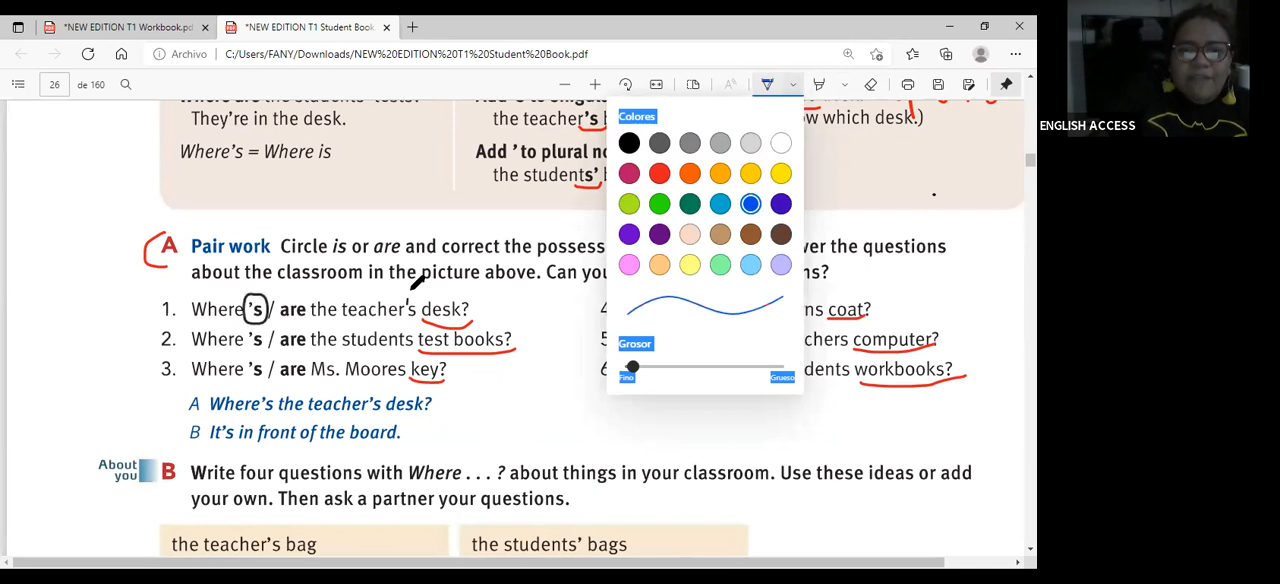 *NEW EDITION T1 Workbook.pd
*NEW EDITION T1 Student Book
Archivo
C:/Users/FANY/Downloads/NEW%20EDITION%20T1%20Student%20Book.pdf
26
de 160
They're in the desk.
Where's = Where is
the teacher's
Add ' to plural
the students'
ow which desk.)
Colores
Grosor
Fino
Grueso
A Pair work Circle is or are and correct the possess
er the questions
about the classroom in the picture above. Can you
1. Where 's / are the teacher's desk?
2. Where 's / are the students test books?
3. Where 's / are Ms. Moores key?
coat?
chers computer?
dents workbooks?
A Where's the teacher's desk?
B It's in front of the board.
About you
B Write four questions with Where . . . ? about things in your classroom. Use these ideas or add
your own. Then ask a partner your questions.
the teacher's bag
the students' bags
ENGLISH ACCESS